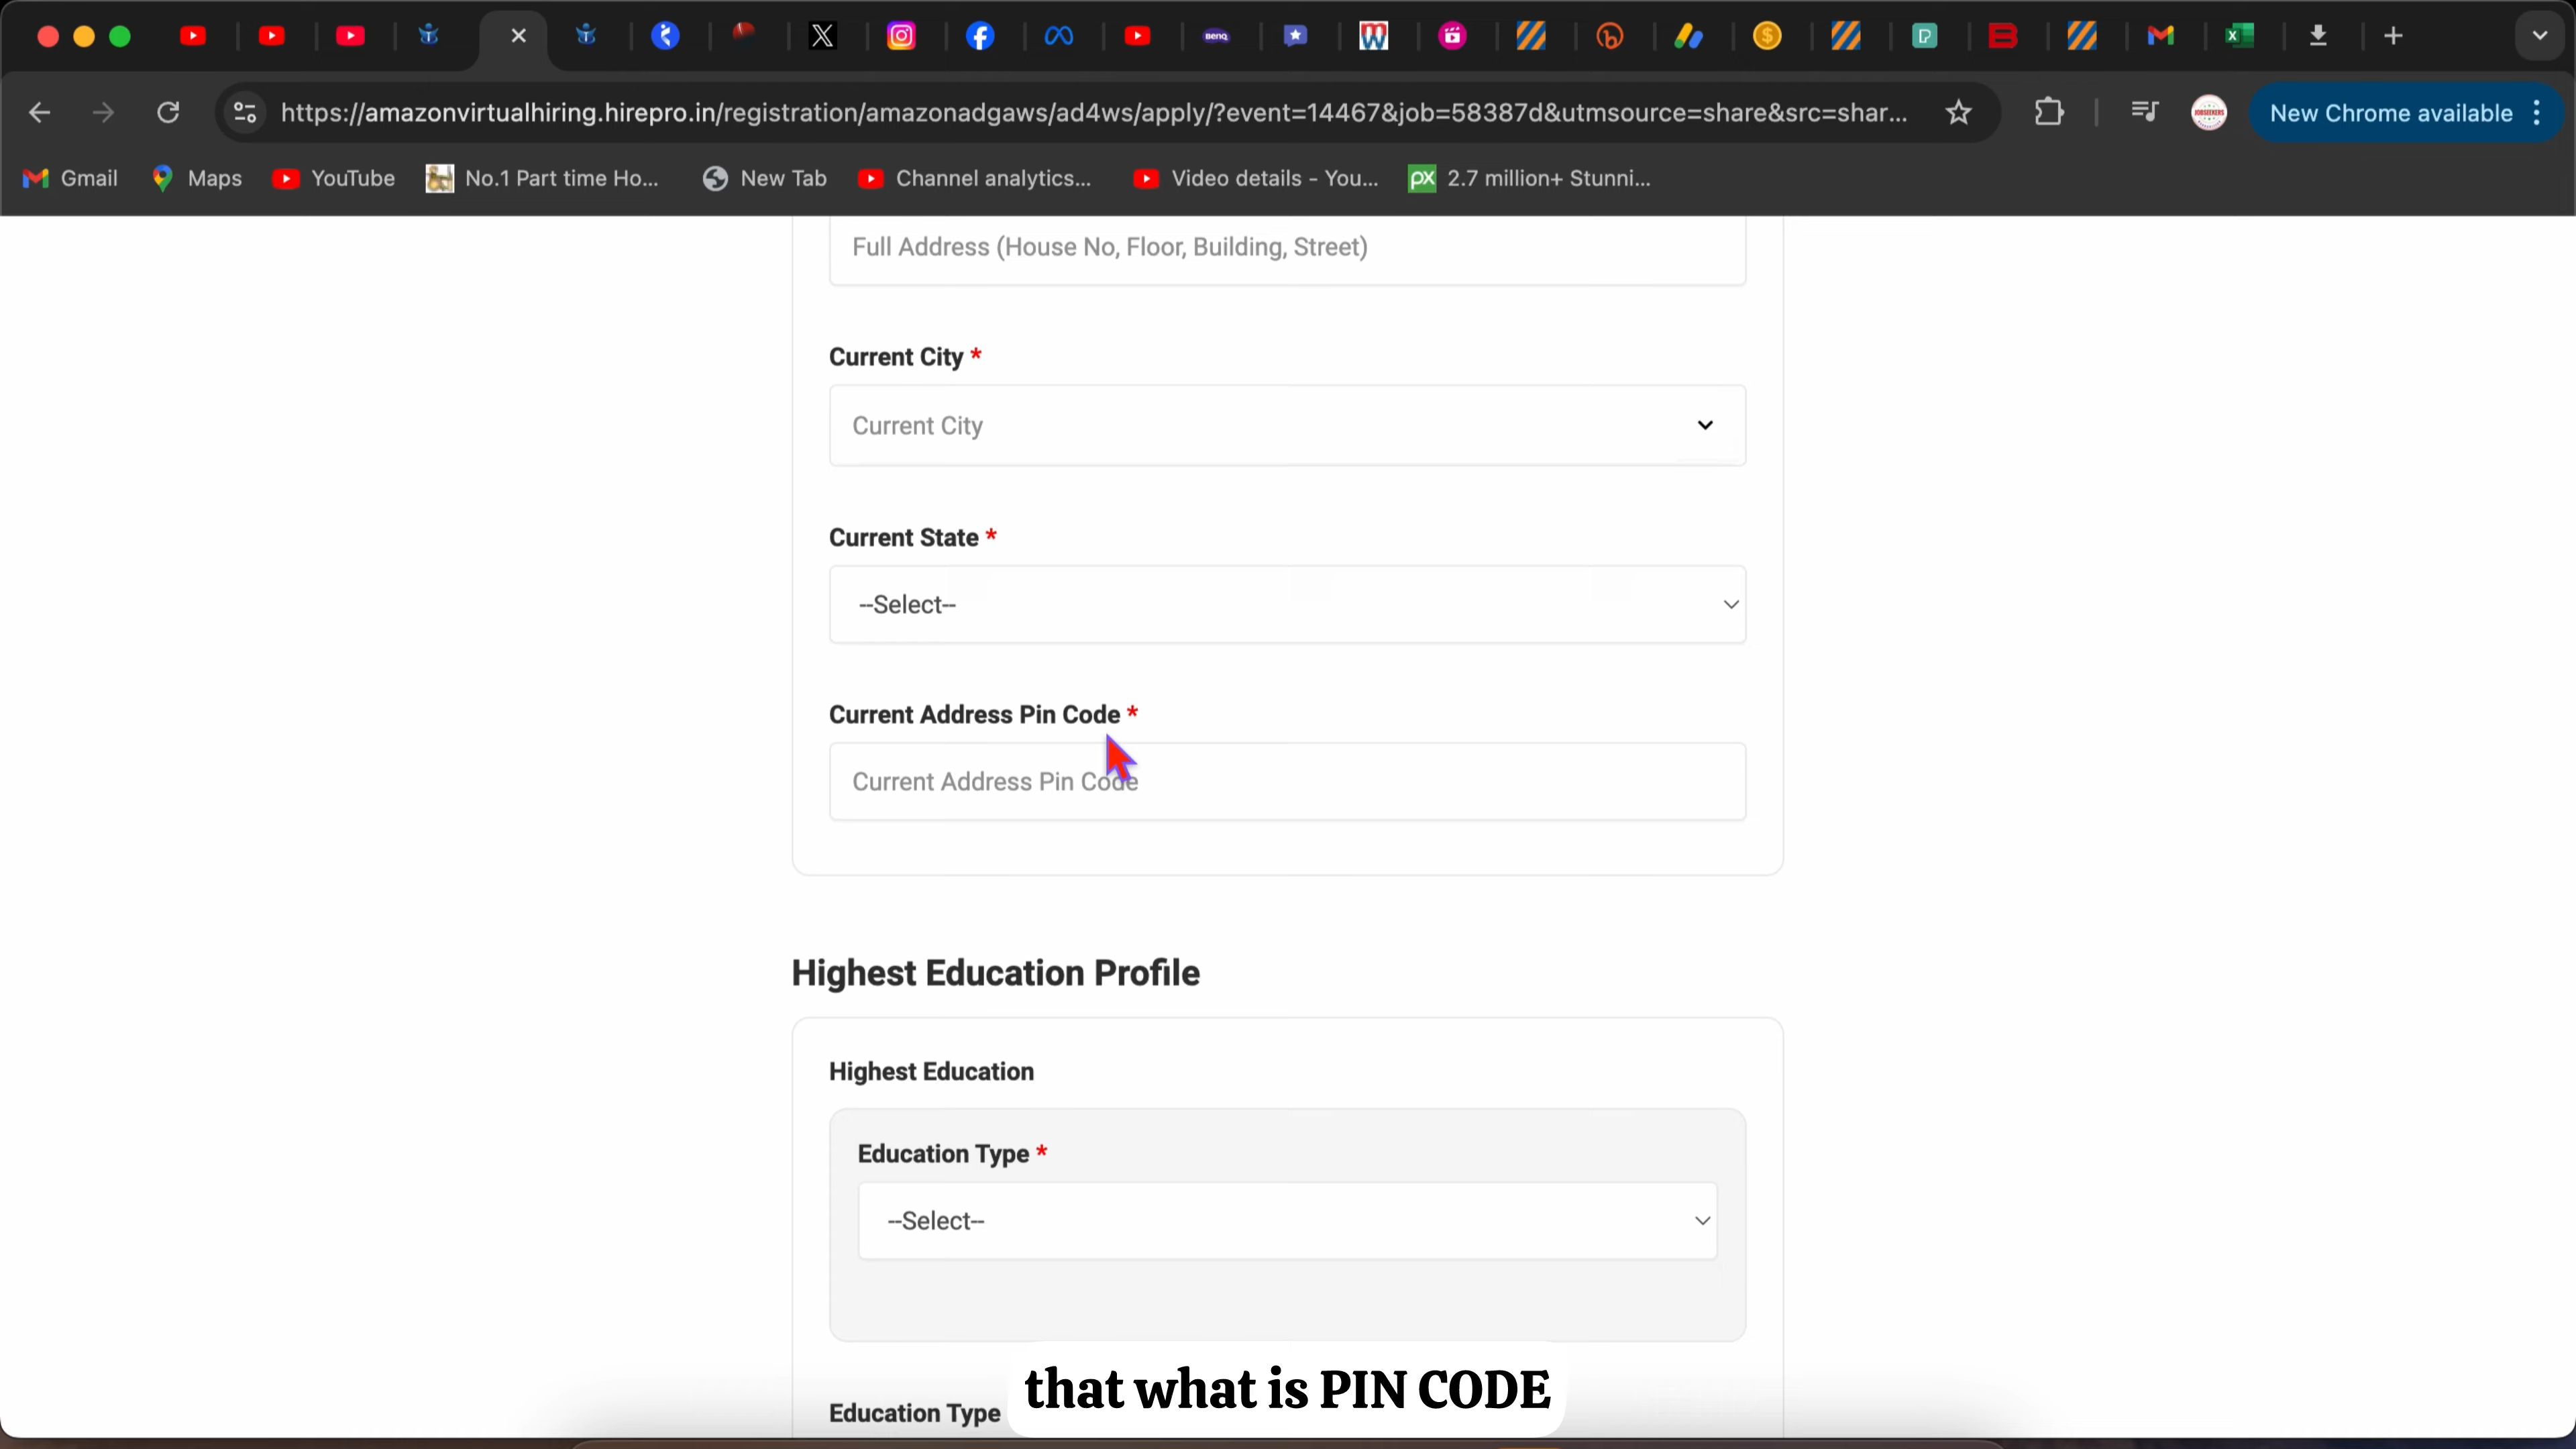 BENQ
https://amazonvirtualhiring.hirepro.in/registration/amazonadgaws/ad4ws/apply/?event=14467&job=58387d&utmsource=share&src=shar...
JOBSEEKERS
New Chrome available
Gmail
Maps
YouTube
No.1 Part time Ho...
New Tab
Channel analytics...
Video details - You...
px
2.7 million+ Stunni...
Full Address (House No, Floor, Building, Street)
Current City *
Current City
Current State *
--Select--
Current Address Pin Code *
Current Address Pin Code
Highest Education Profile
Highest Education
Education Type *
--Select--
that what is PIN CODE
Education Type